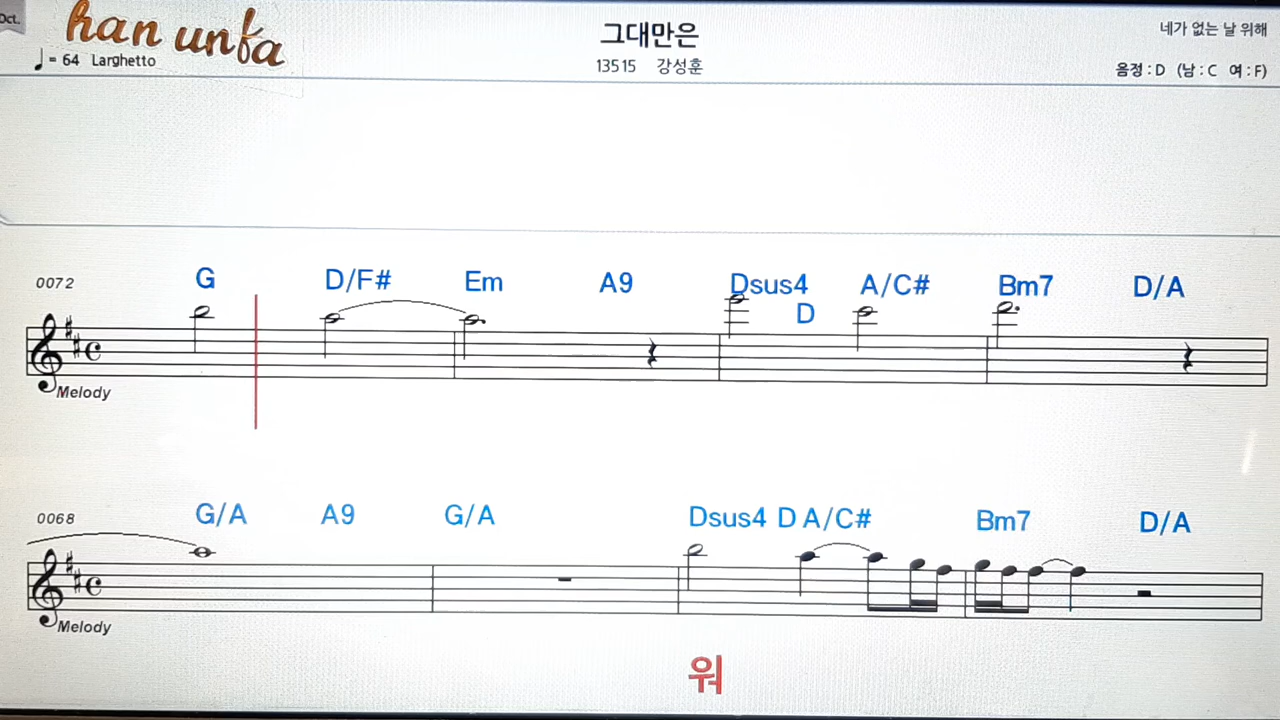 Oct.
han unfa
그대만은
네가 없는 날 위해
♩ = 64 Larghetto
13515 강성훈
음정 : D (남 : C 여 : F)
0072 G D/F# Em A9 Dsus4 D A/C# Bm7 D/A
Melody
0068 G/A A9 G/A Dsus4 D A/C# Bm7 D/A
Melody
워